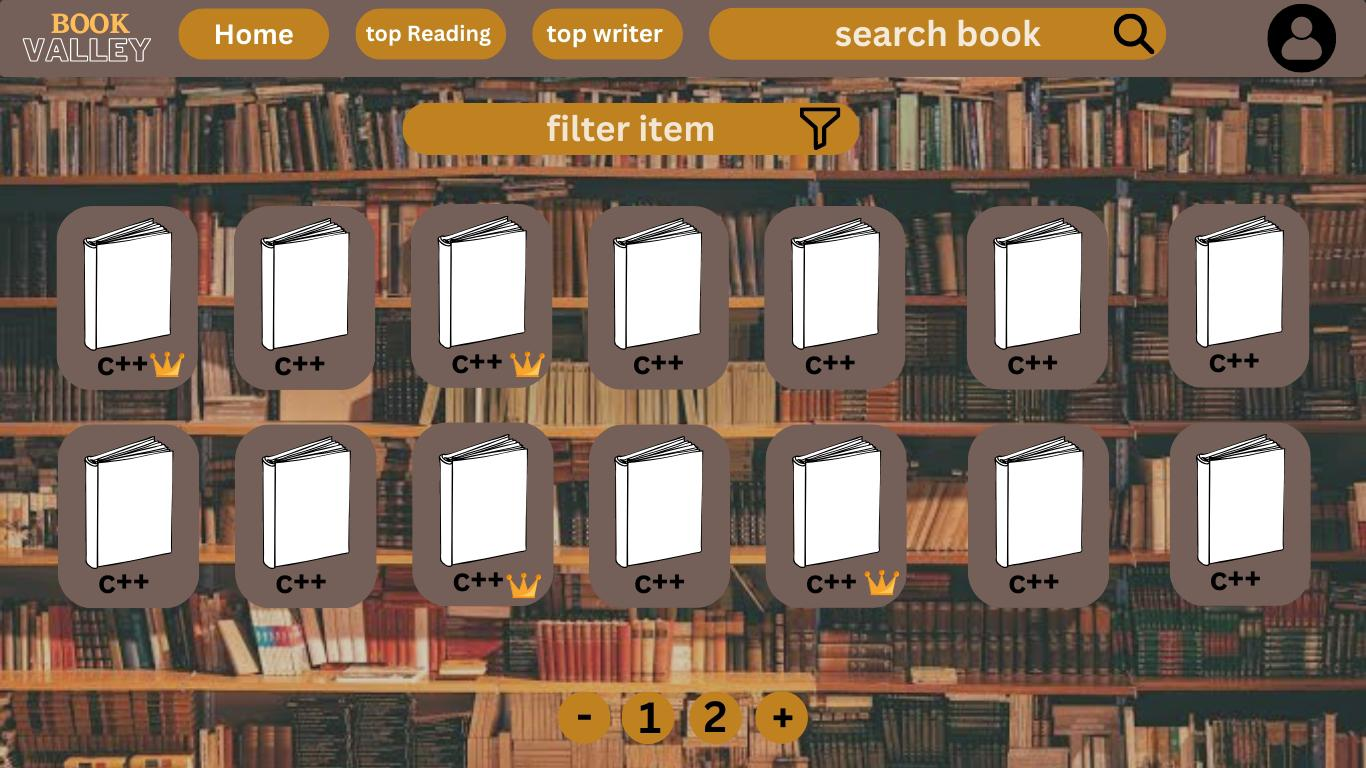 BOOK
VALLEY
Home
top Reading
top writer
search book
filter item
C++
C++
C++
C++
C++
C++
C++
C++
C++
C++
C++
C++
C++
C++
- 1 2 +